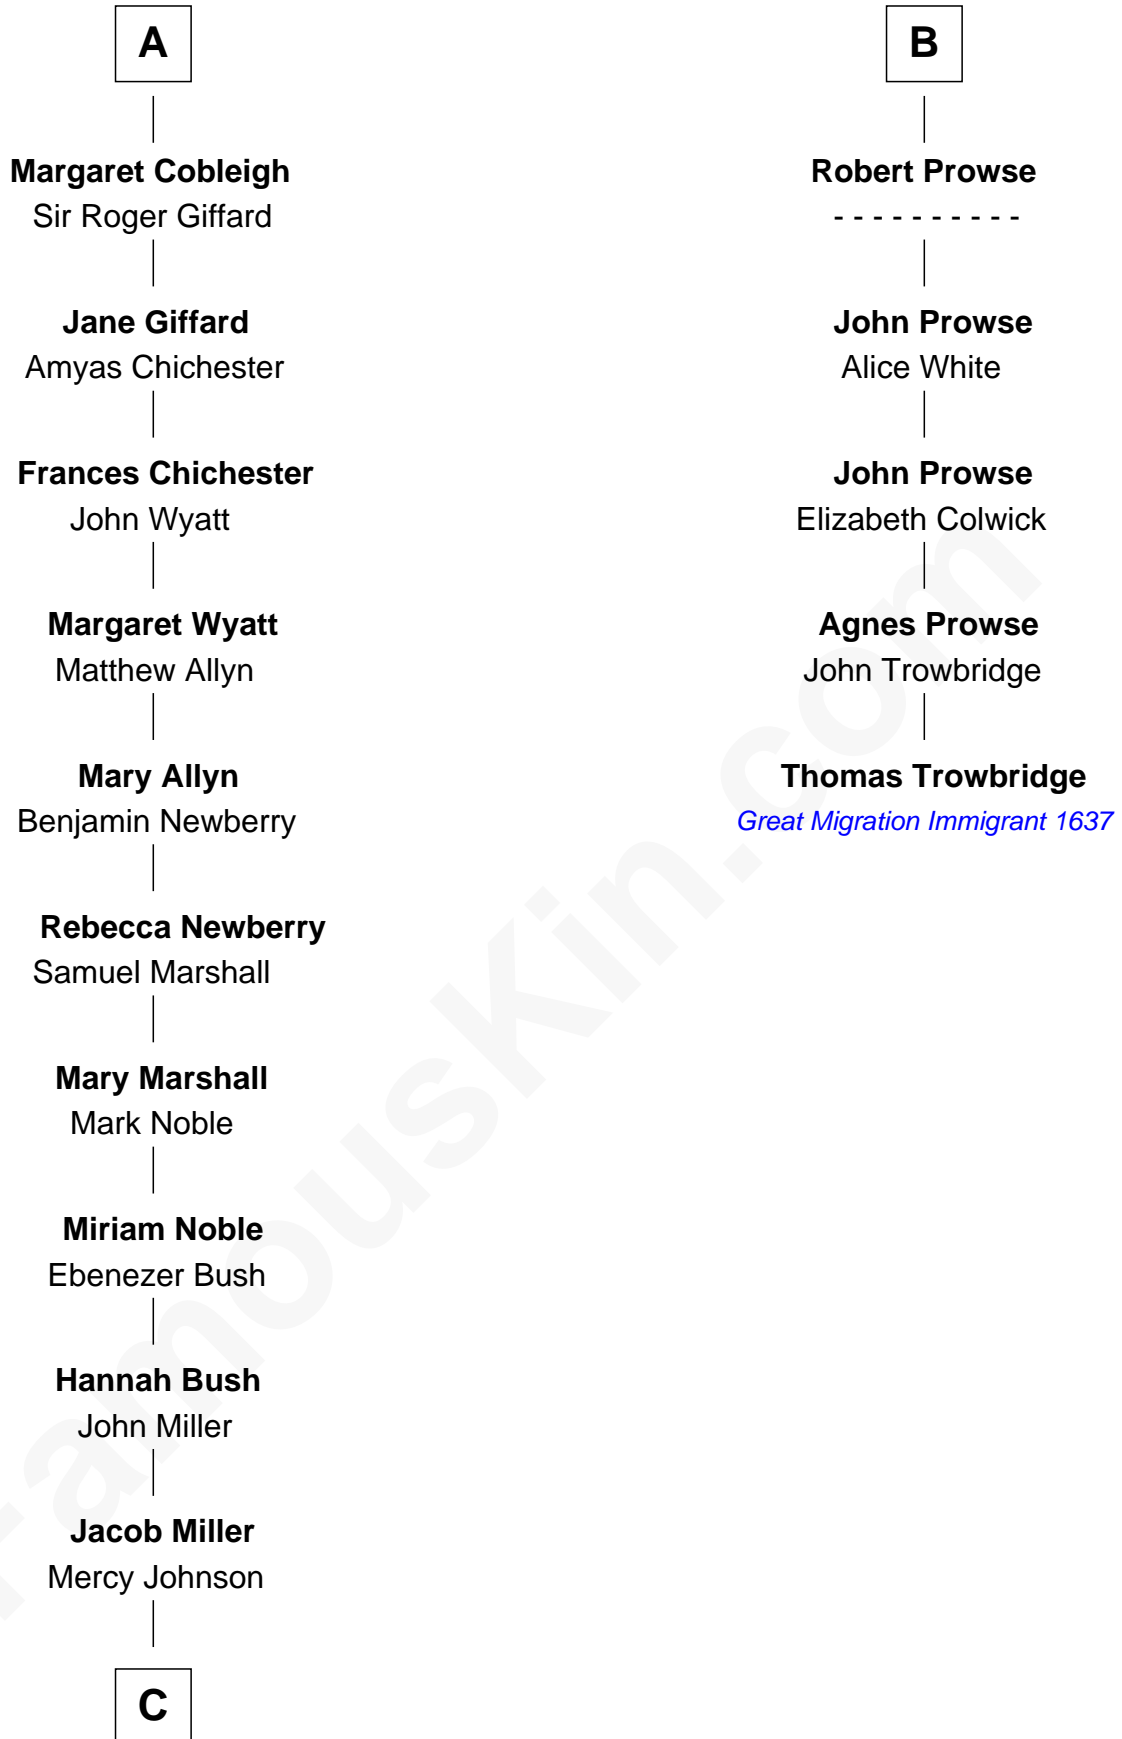 A
Margaret Cobleigh
Sir Roger Giffard
Jane Giffard
Amyas Chichester
Frances Chichester
John Wyatt
Margaret Wyatt
Matthew Allyn
Mary Allyn
Benjamin Newberry
Rebecca Newberry
Samuel Marshall
Mary Marshall
Mark Noble
Miriam Noble
Ebenezer Bush
Hannah Bush
John Miller
Jacob Miller
Mercy Johnson
C
B
Robert Prowse
- - - - - - - - - -
John Prowse
Alice White
John Prowse
Elizabeth Colwick
Agnes Prowse
John Trowbridge
Thomas Trowbridge
Great Migration Immigrant 1637
FamousKin.com